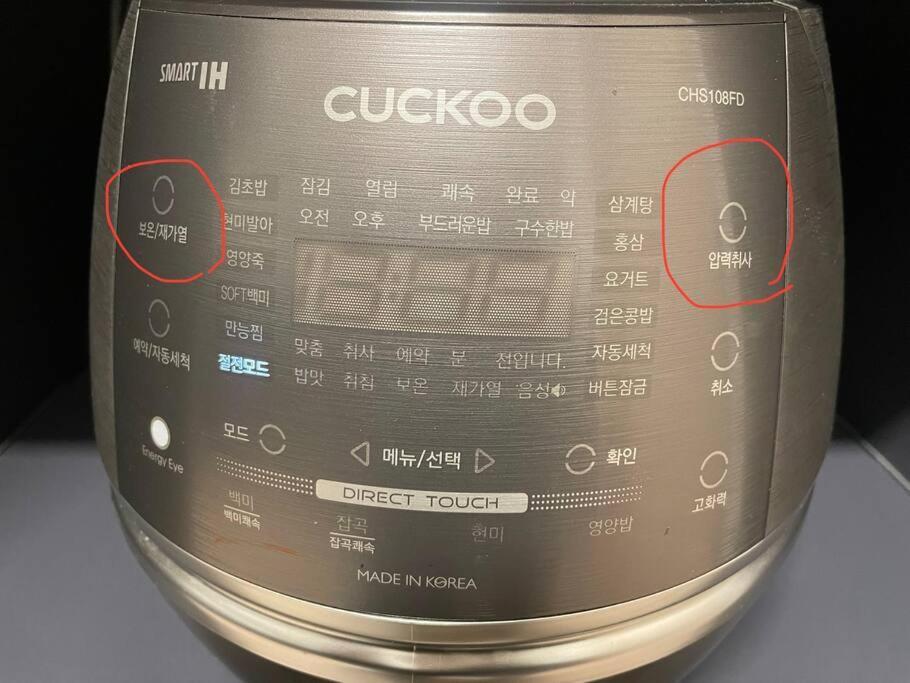 SMART IH
CUCKOO
CHS108FD
보온/재가열
예약/자동세척
Energy Eye
김초밥
현미발아
영양죽
SOFT백미
만능찜
절전모드
잠김 열림 쾌속 완료 약
오전 오후 부드러운밥 구수한밥
맞춤 취사 예약 분 전입니다.
밥맛 취침 보온 재가열 음성
삼계탕
홍삼
요거트
검은콩밥
자동세척
버튼잠금
압력취사
취소
고화력
모드 메뉴/선택 확인
DIRECT TOUCH
백미 잡곡 현미 영양밥
백미쾌속 잡곡쾌속
MADE IN KOREA